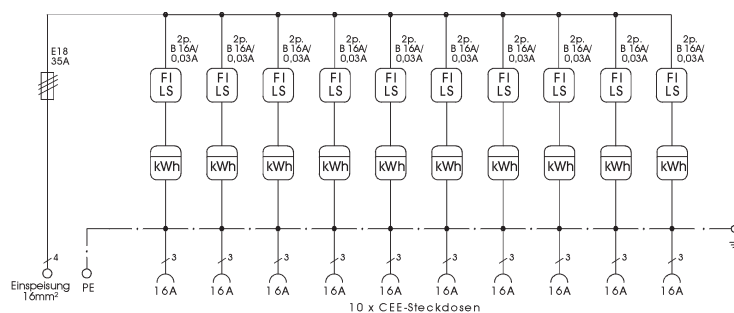 E18
35A
2p. 2p. 2p. 2p. 2p. 2p. 2p. 2p. 2p. 2p.
B 16A/ B 16A/ B 16A/ B 16A/ B 16A/ B 16A/ B 16A/ B 16A/ B 16A/ B 16A/
0,03A 0,03A 0,03A 0,03A 0,03A 0,03A 0,03A 0,03A 0,03A 0,03A
FI FI FI FI FI FI FI FI FI FI
LS LS LS LS LS LS LS LS LS LS
kWh kWh kWh kWh kWh kWh kWh kWh kWh kWh
4 3 3 3 3 3 3 3 3 3 3
Einspeisung PE 16A 16A 16A 16A 16A 16A 16A 16A 16A 16A
16mm²
10 x CEE-Steckdosen